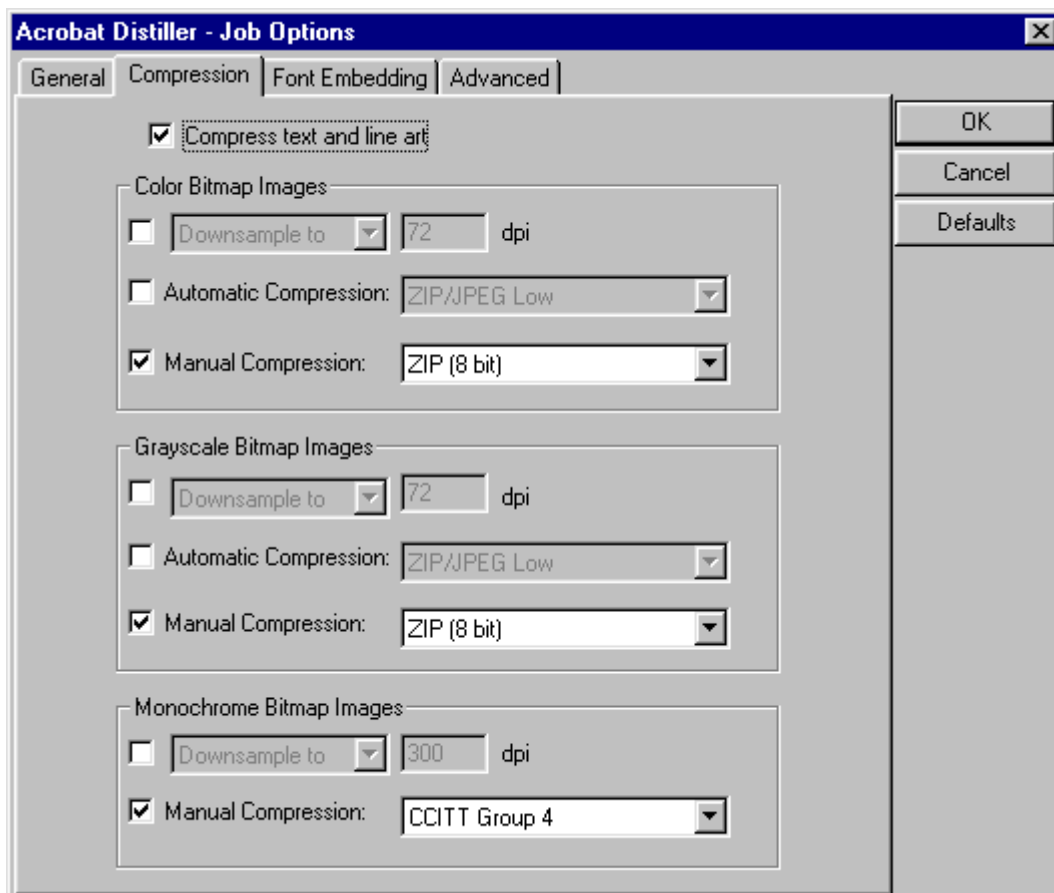 Acrobat Distiller - Job Options
General Compression Font Embedding Advanced
Compress text and line art
OK
Cancel
Defaults
Color Bitmap Images
Downsample to 72 dpi
Automatic Compression: ZIP/JPEG Low
Manual Compression: ZIP (8 bit)
Grayscale Bitmap Images
Downsample to 72 dpi
Automatic Compression: ZIP/JPEG Low
Manual Compression: ZIP (8 bit)
Monochrome Bitmap Images
Downsample to 300 dpi
Manual Compression: CCITT Group 4